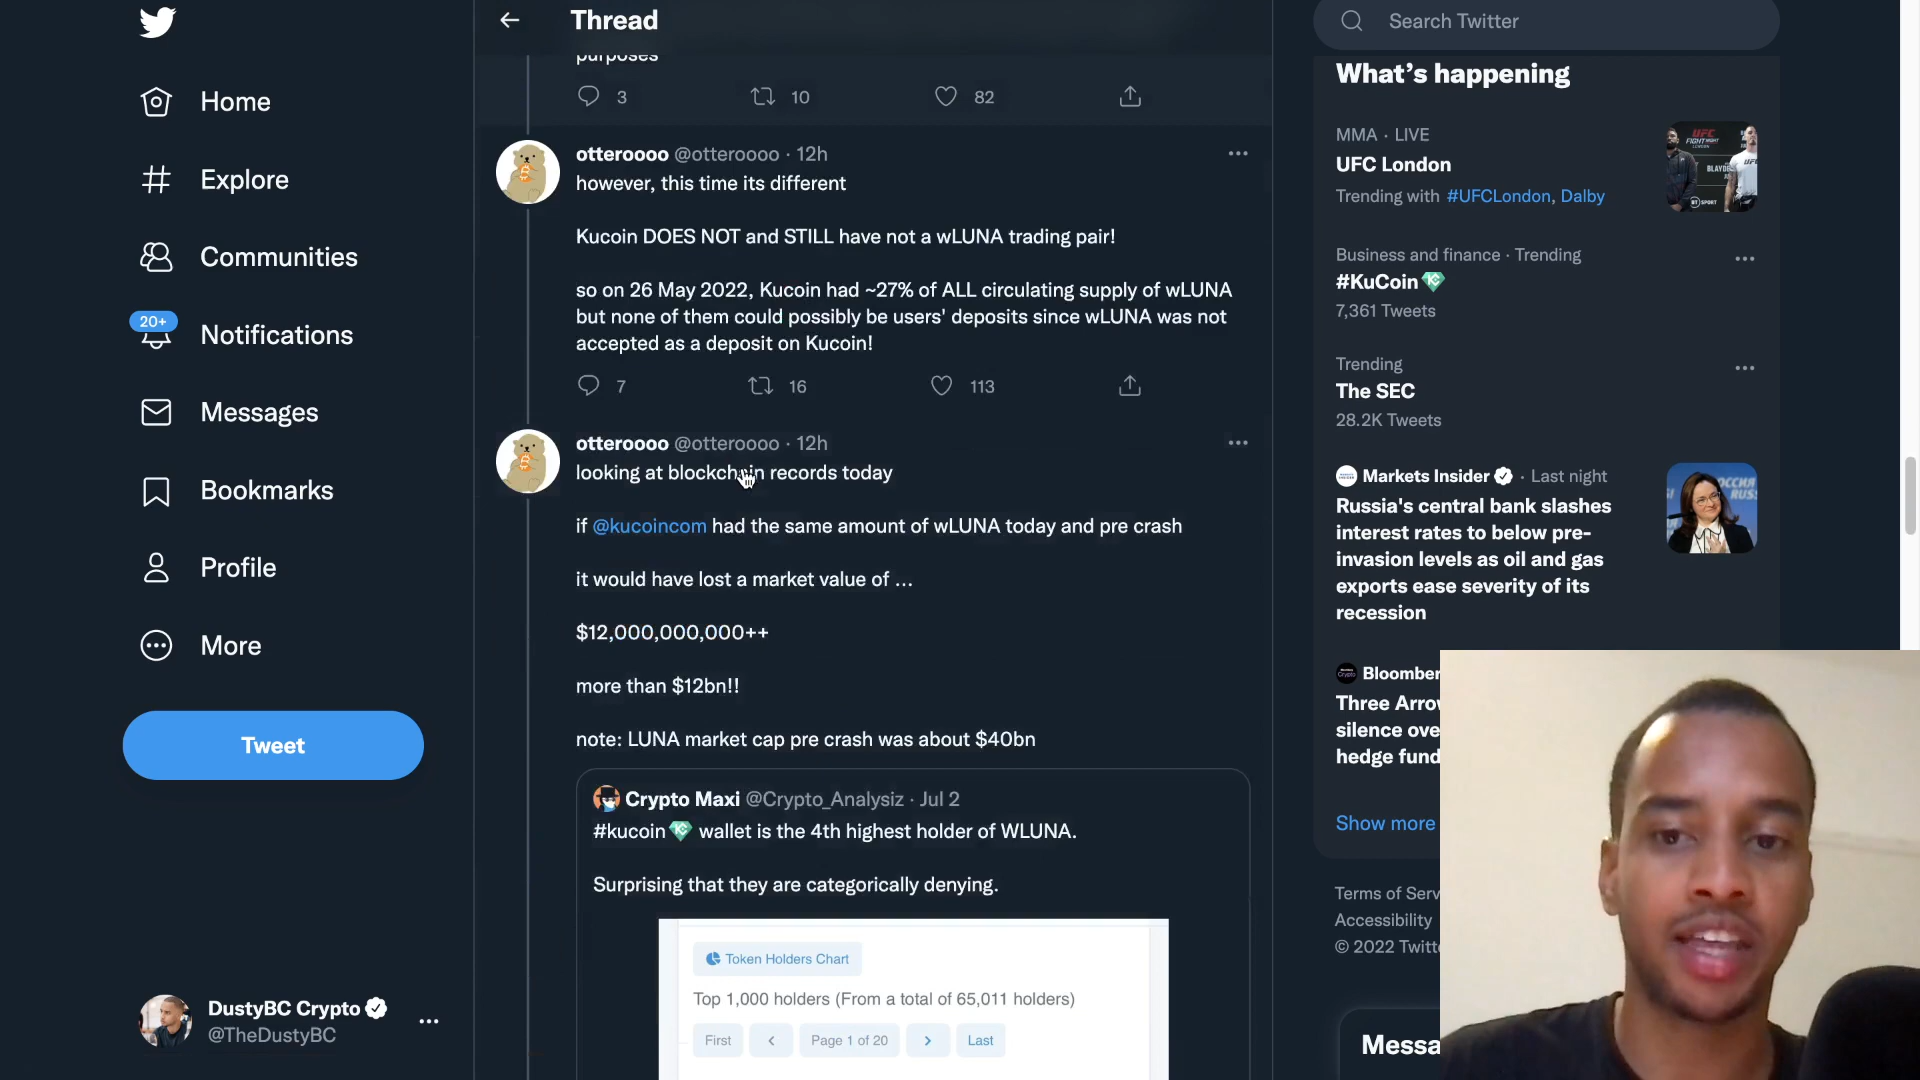 Home
Explore
Communities
20+
Notifications
Messages
Bookmarks
Profile
More
Tweet
DustyBC Crypto
@TheDustyBC
Thread
purposes
3 10 82
otteroooo @otteroooo · 12h
however, this time its different
Kucoin DOES NOT and STILL have not a wLUNA trading pair!
so on 26 May 2022, Kucoin had ~27% of ALL circulating supply of wLUNA
but none of them could possibly be users' deposits since wLUNA was not
accepted as a deposit on Kucoin!
7 16 113
otteroooo @otteroooo · 12h
looking at blockchain records today
if @kucoincom had the same amount of wLUNA today and pre crash
it would have lost a market value of ...
$12,000,000,000++
more than $12bn!!
note: LUNA market cap pre crash was about $40bn
Crypto Maxi @Crypto_Analysiz · Jul 2
#kucoin wallet is the 4th highest holder of WLUNA.
Surprising that they are categorically denying.
Token Holders Chart
Top 1,000 holders (From a total of 65,011 holders)
First < Page 1 of 20 > Last
Search Twitter
What's happening
MMA · LIVE
UFC London
Trending with #UFCLondon, Dalby
Business and finance · Trending
#KuCoin
7,361 Tweets
Trending
The SEC
28.2K Tweets
Markets Insider · Last night
Russia's central bank slashes
interest rates to below pre-
invasion levels as oil and gas
exports ease severity of its
recession
Bloomber
Three Arrow
silence ove
hedge fund
Show more
Terms of Serv
Accessibility
© 2022 Twitt
Messa